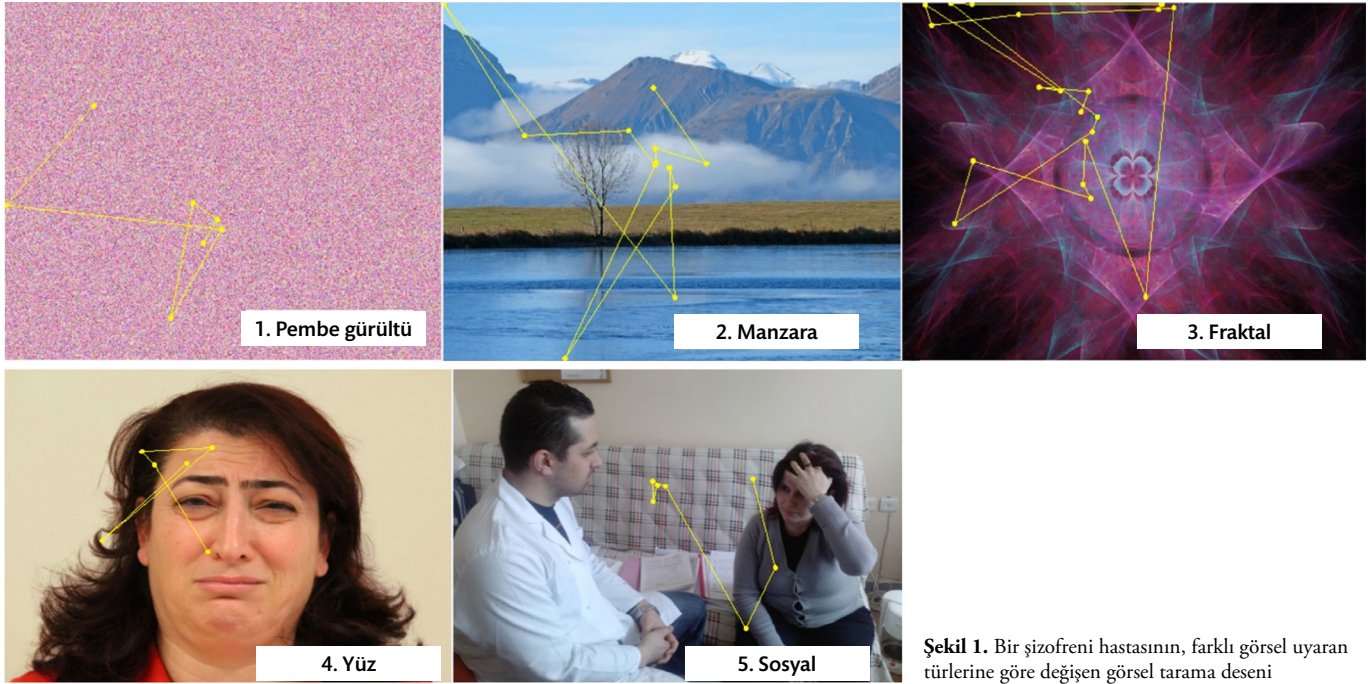 1. Pembe gürültü
2. Manzara
3. Fraktal
4. Yüz
5. Sosyal
Şekil 1. Bir şizofreni hastasının, farklı görsel uyaran
türlerine göre değişen görsel tarama deseni